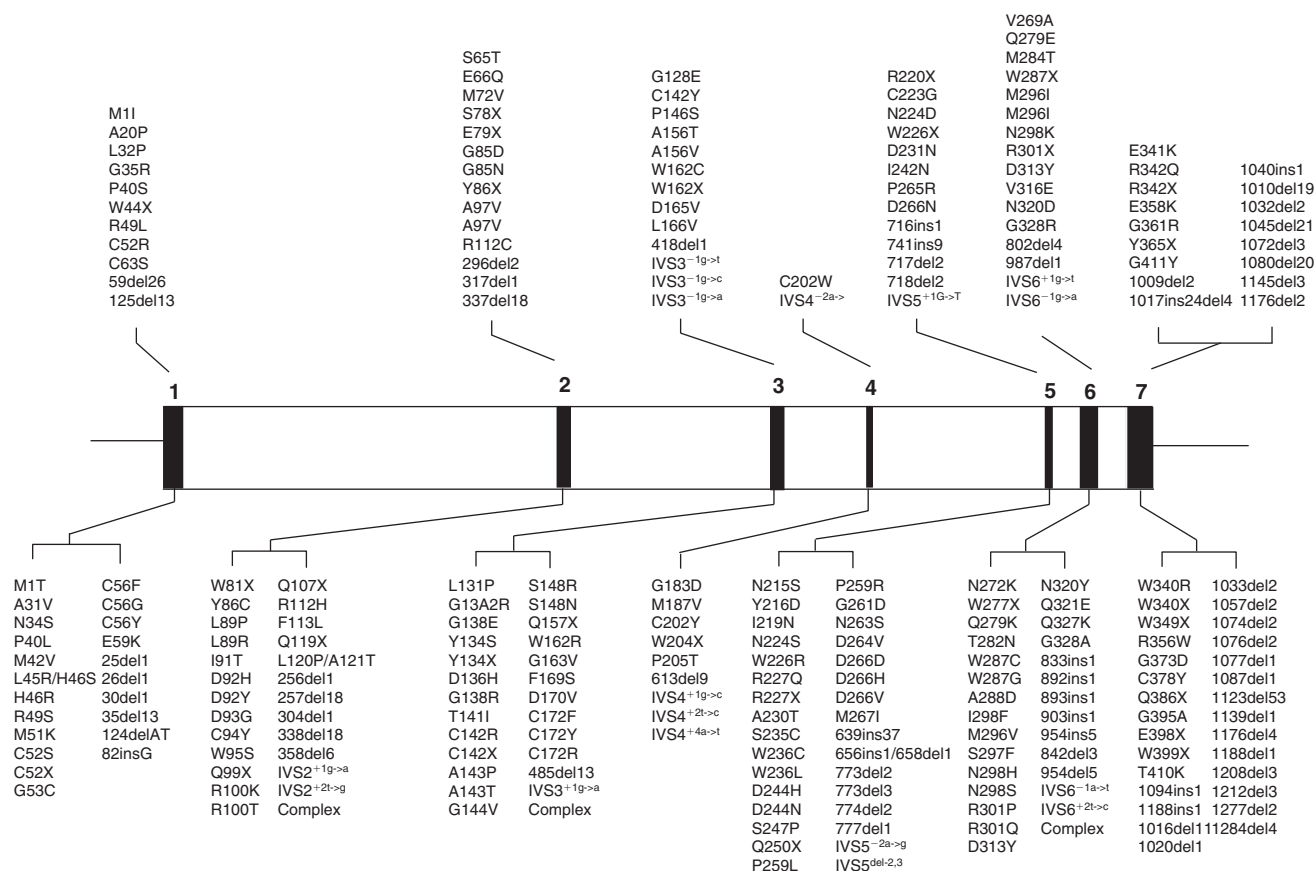 M1I
A20P
L32P
G35R
P40S
W44X
R49L
C52R
C63S
59del26
125del13
S65T
E66Q
M72V
S78X
E79X
G85D
G85N
Y86X
A97V
A97V
R112C
296del2
317del1
337del18
G128E
C142Y
P146S
A156T
A156V
W162C
W162X
D165V
L166V
418del1
IVS3−1g->t
IVS3−1g->c
IVS3−1g->a
C202W
IVS4−2a->
R220X
C223G
N224D
W226X
D231N
I242N
P265R
D266N
716ins1
741ins9
717del2
718del2
IVS5+1G->T
V269A
Q279E
M284T
W287X
M296I
M296I
N298K
R301X
D313Y
V316E
N320D
G328R
802del4
987del1
IVS6+1g->t
IVS6−1g->a
E341K
R342Q
R342X
E358K
G361R
Y365X
G411Y
1009del2
1017ins24del4
1040ins1
1010del19
1032del2
1045del21
1072del3
1080del20
1145del3
1176del2
1 2 3 4 5 6 7
M1T
A31V
N34S
P40L
M42V
L45R/H46S
H46R
R49S
M51K
C52S
C52X
G53C
C56F
C56G
C56Y
E59K
25del1
26del1
30del1
35del13
124delAT
82insG
W81X
Y86C
L89P
L89R
I91T
D92H
D92Y
D93G
C94Y
W95S
Q99X
R100K
R100T
Q107X
R112H
F113L
Q119X
L120P/A121T
256del1
257del18
304del1
338del18
358del6
IVS2+1g->a
IVS2+2t->g
Complex
L131P
G13A2R
G138E
Y134S
Y134X
D136H
G138R
T141I
C142R
C142X
A143P
A143T
G144V
S148R
S148N
Q157X
W162R
G163V
F169S
D170V
C172F
C172Y
C172R
485del13
IVS3+1g->a
Complex
G183D
M187V
C202Y
W204X
P205T
613del9
IVS4+1g->c
IVS4+2t->c
IVS4+4a->t
N215S
Y216D
I219N
N224S
W226R
R227Q
R227X
A230T
S235C
W236C
W236L
D244H
D244N
S247P
Q250X
P259L
P259R
G261D
N263S
D264V
D266D
D266H
D266V
M267I
639ins37
656ins1/658del1
773del2
773del3
774del2
777del1
IVS5−2a->g
IVS5del-2,3
N272K
W277X
Q279K
T282N
W287C
W287G
A288D
I298F
M296V
S297F
N298H
N298S
R301P
R301Q
D313Y
N320Y
Q321E
Q327K
G328A
833ins1
892ins1
893ins1
903ins1
954ins5
842del3
954del5
IVS6−1a->t
IVS6+2t->c
Complex
W340R
W340X
W349X
R356W
G373D
C378Y
Q386X
G395A
E398X
W399X
T410K
1094ins1
1188ins1
1016del11
1020del1
1033del2
1057del2
1074del2
1076del2
1077del1
1087del1
1123del53
1139del1
1176del4
1188del1
1208del3
1212del3
1277del2
1284del4